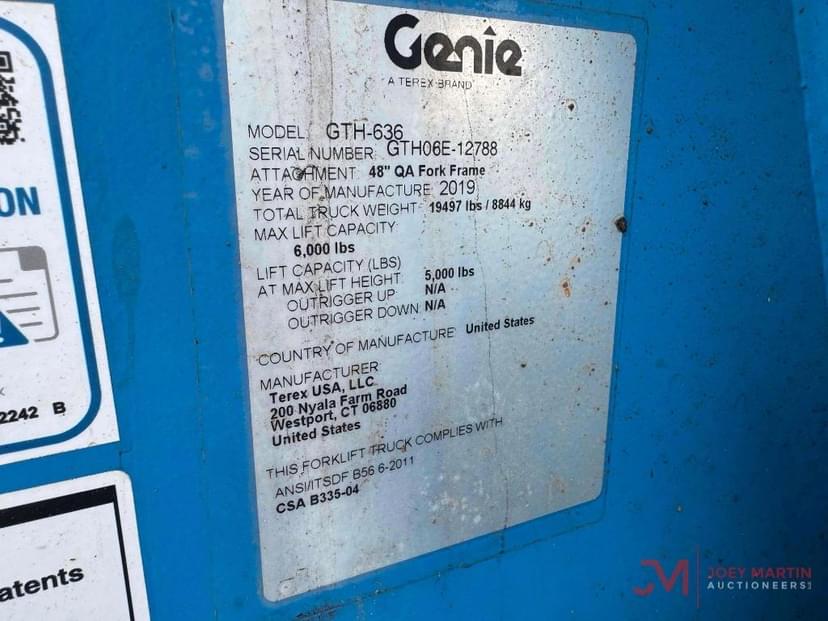 Genie
A TEREX BRAND
MODEL: GTH-636
SERIAL NUMBER: GTH06E-12788
ATTACHMENT: 48" QA Fork Frame
YEAR OF MANUFACTURE: 2019
TOTAL TRUCK WEIGHT: 19497 lbs / 8844 kg
MAX LIFT CAPACITY:
6,000 lbs
LIFT CAPACITY (LBS)
AT MAX LIFT HEIGHT: 5,000 lbs
OUTRIGGER UP: N/A
OUTRIGGER DOWN: N/A
COUNTRY OF MANUFACTURE: United States
MANUFACTURER:
Terex USA, LLC
200 Nyala Farm Road
Westport, CT 06880
United States
THIS FORKLIFT TRUCK COMPLIES WITH
ANSI/ITSDF B56 6-2011
CSA B335-04
ON
2242 B
atents
JM JOEY MARTIN
AUCTIONEERS